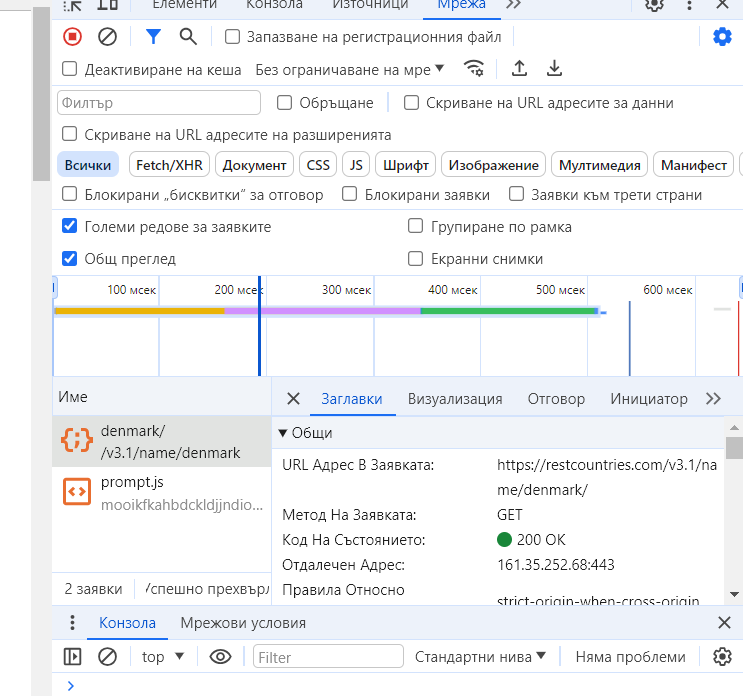 Елементи Конзола Източници Мрежа
Запазване на регистрационния файл
Деактивиране на кеша Без ограничаване на мре
Филтър Обръщане Скриване на URL адресите за данни
Скриване на URL адресите на разширенията
Всички Fetch/XHR Документ CSS JS Шрифт Изображение Мултимедия Манифест
Блокирани „бисквитки“ за отговор Блокирани заявки Заявки към трети страни
Големи редове за заявките Групиране по рамка
Общ преглед Екранни снимки
100 мсек 200 мсек 300 мсек 400 мсек 500 мсек 600 мсек
Име Заглавки Визуализация Отговор Инициатор
denmark/
/v3.1/name/denmark
prompt.js
mooikfkahbdckldjjndio...
Общи
URL Адрес В Заявката: https://restcountries.com/v3.1/na
me/denmark/
Метод На Заявката: GET
Код На Състоянието: 200 OK
Отдалечен Адрес: 161.35.252.68:443
Правила Относно strict-origin-when-cross-origin
2 заявки
Конзола Мрежови условия
top Filter Стандартни нива Няма проблеми